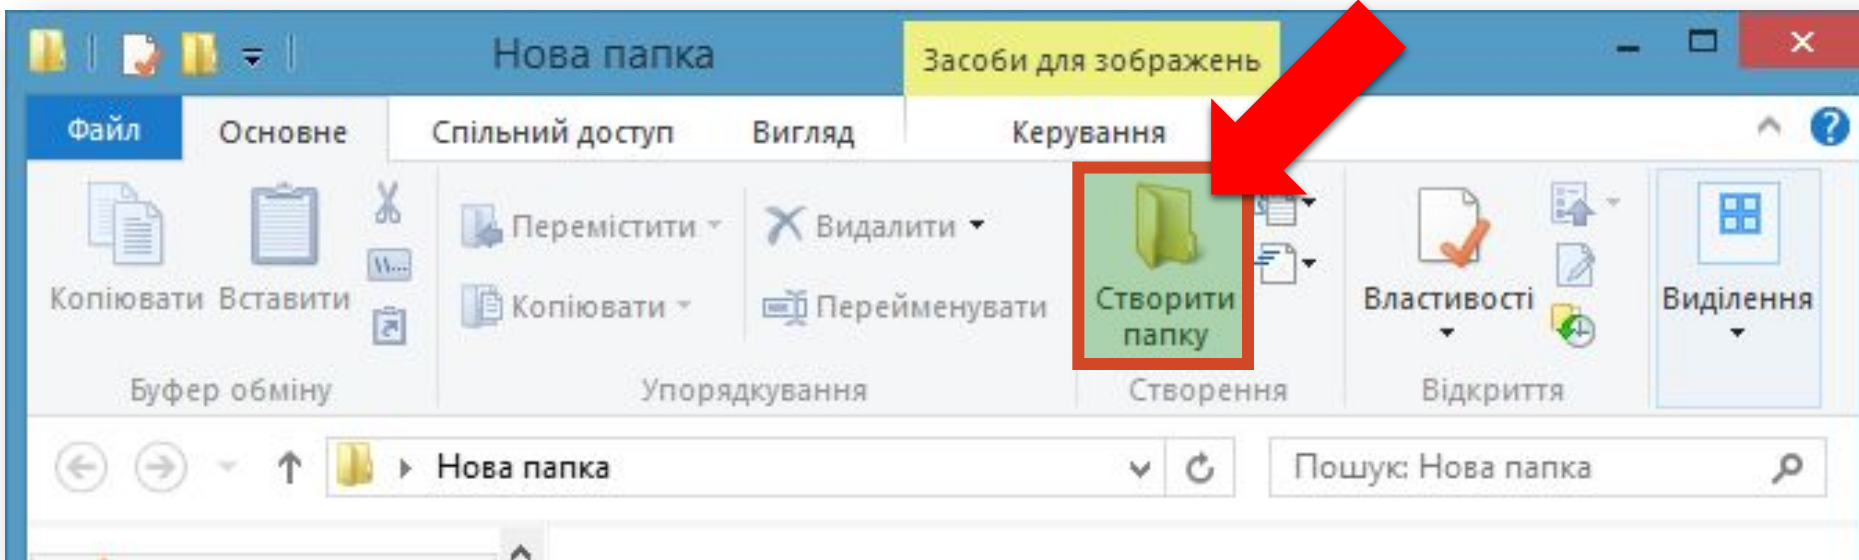 Нова папка
Засоби для зображень
Файл
Основне
Спільний доступ
Вигляд
Керування
Копіювати
Вставити
Перемістити
Копіювати
Видалити
Перейменувати
Створити
папку
Властивості
Виділення
Буфер обміну
Упорядкування
Створення
Відкриття
Нова папка
Пошук: Нова папка